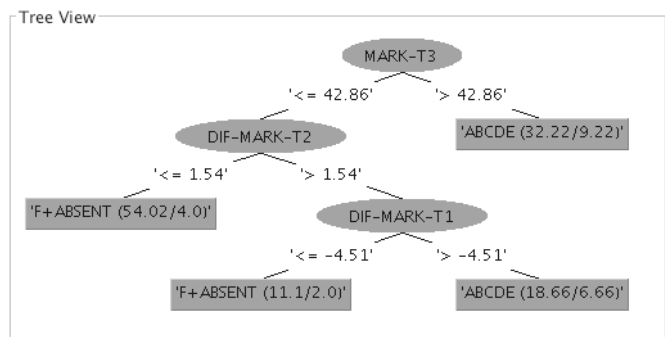 Tree View
MARK-T3
'<= 42.86' '> 42.86'
DIF-MARK-T2 'ABCDE (32.22/9.22)'
'<= 1.54' '> 1.54'
'F+ABSENT (54.02/4.0)' DIF-MARK-T1
'<= -4.51' '> -4.51'
'F+ABSENT (11.1/2.0)' 'ABCDE (18.66/6.66)'